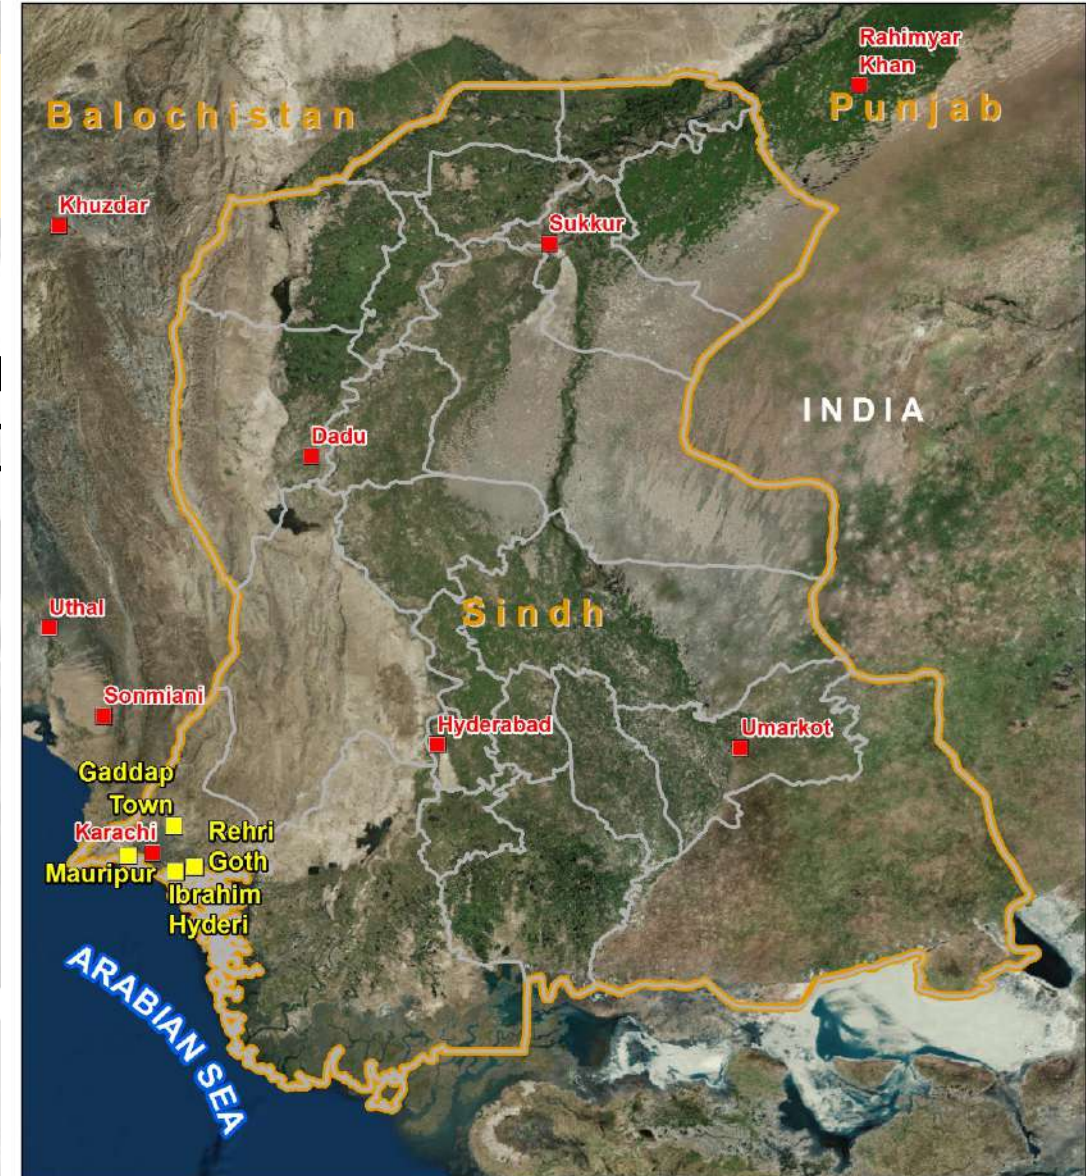 Rahimyar
Khan
Balochistan
Punjab
Khuzdar
Sukkur
INDIA
Dadu
Uthal
Sindh
Sonmiani
Hyderabad
Umarkot
Gaddap
Town
Karachi
Rehri
Goth
Mauripur
Ibrahim
Hyderi
ARABIAN SEA